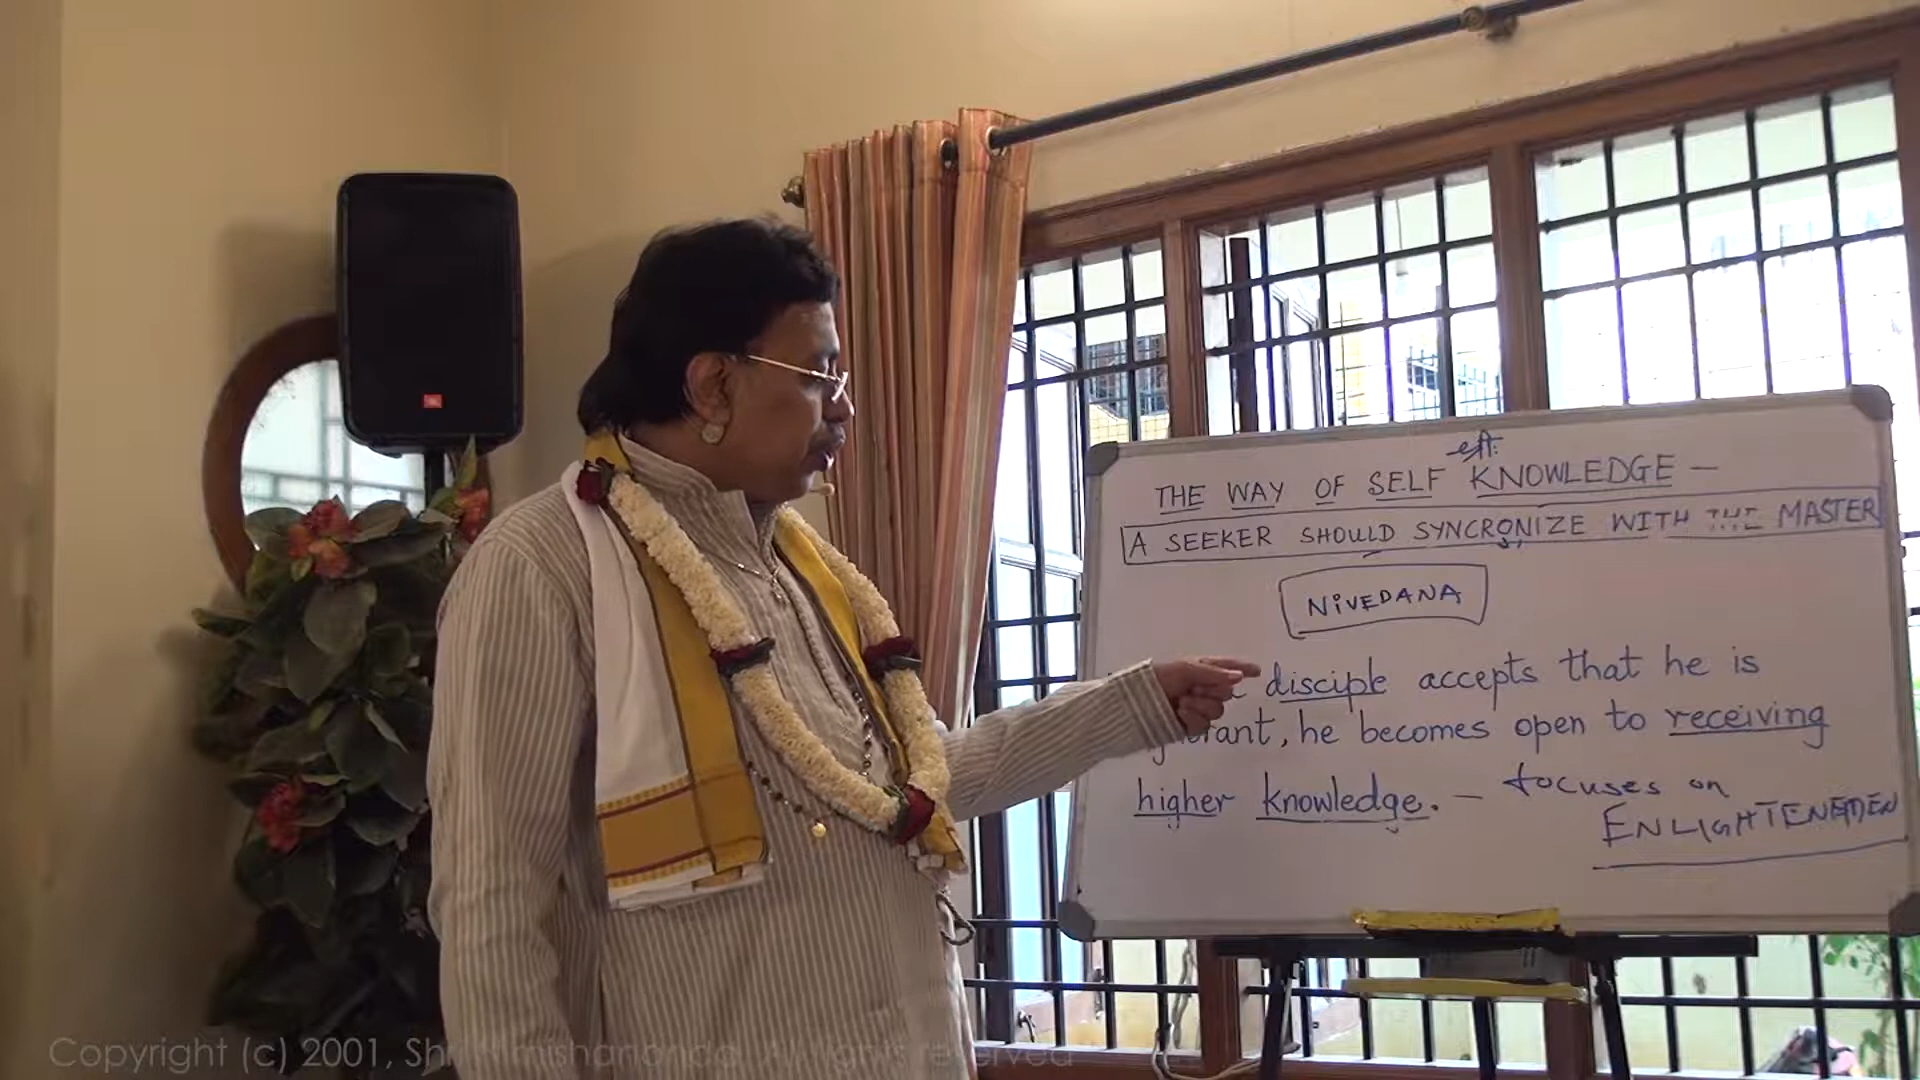 THE WAY OF SELF KNOWLEDGE —
A SEEKER SHOULD SYNCRONIZE WITH THE MASTER
NIVEDANA
disciple accepts that he is
he becomes open to receiving
higher knowledge. — focuses on
Copyright (c) 2001, reserved